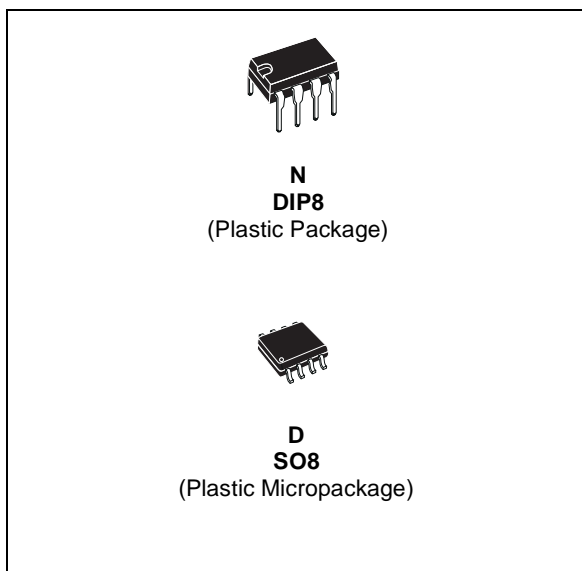 N
DIP8
(Plastic Package)
D
SO8
(Plastic Micropackage)